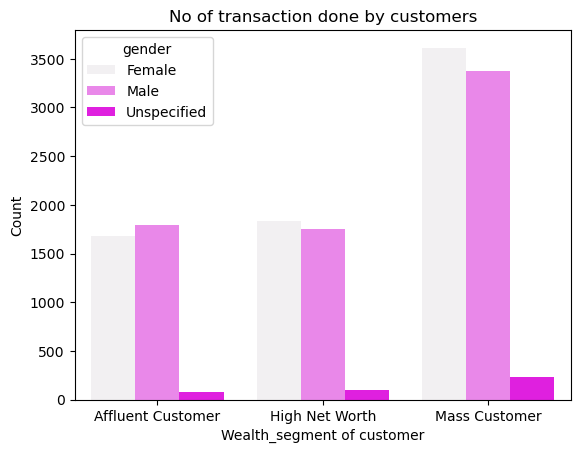 No of transaction done by customers
gender
Female
Male
Unspecified
3500
3000
2500
2000
1500
1000
500
0
Count
Affluent Customer
High Net Worth
Mass Customer
Wealth_segment of customer